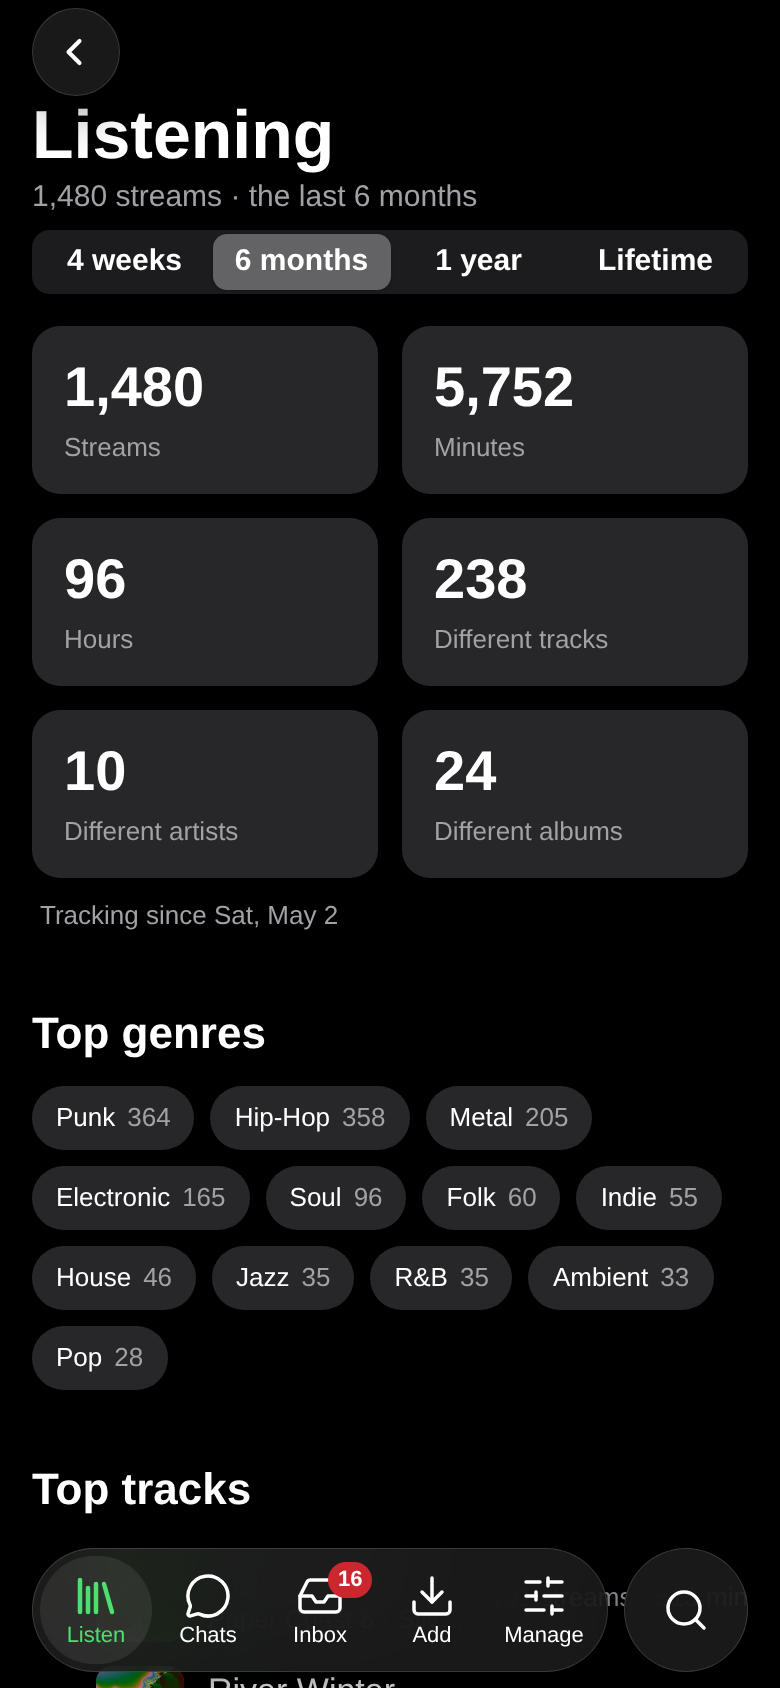 Listening
1,480 streams · the last 6 months
4 weeks 6 months 1 year Lifetime
1,480 5,752
Streams Minutes
96 238
Hours Different tracks
10 24
Different artists Different albums
Tracking since Sat, May 2
Top genres
Punk 364 Hip-Hop 358 Metal 205
Electronic 165 Soul 96 Folk 60 Indie 55
House 46 Jazz 35 R&B 35 Ambient 33
Pop 28
Top tracks
16
Listen Chats Inbox Add Manage
River Winter